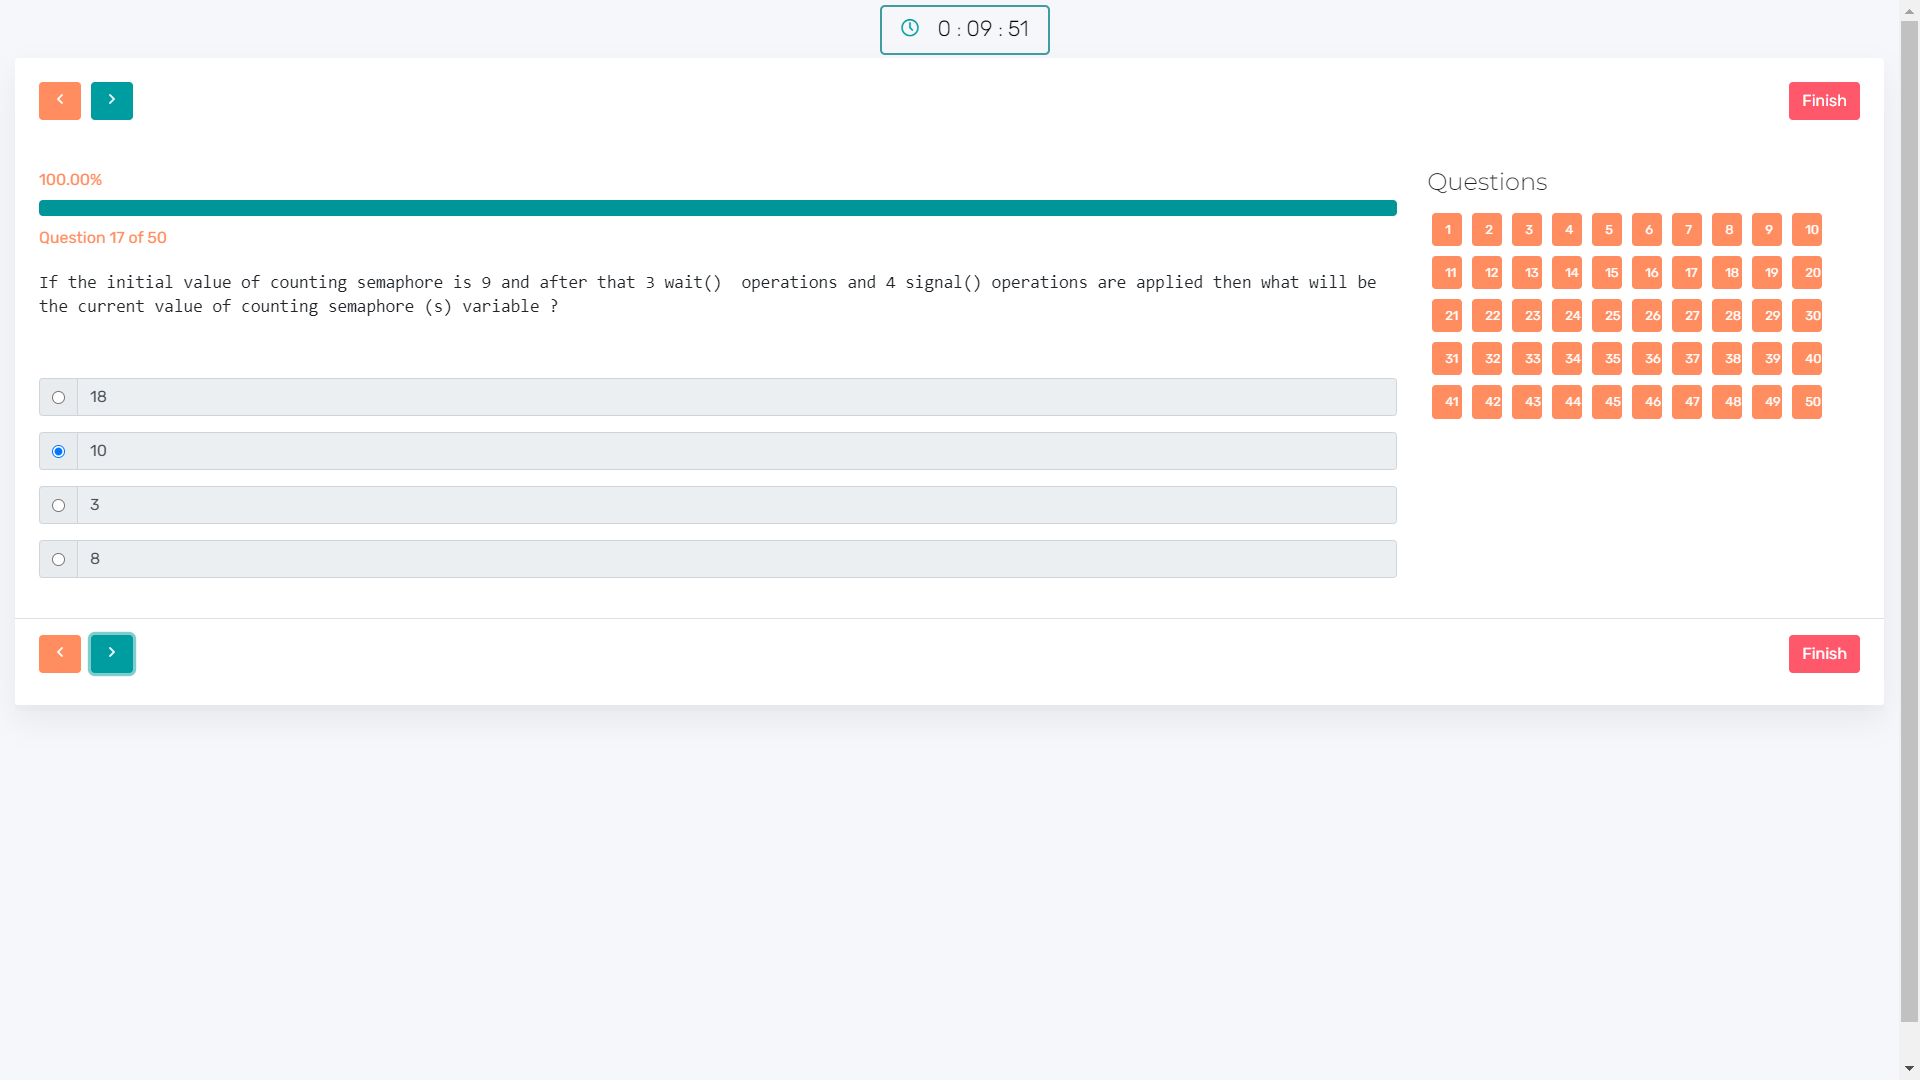 0 : 09 : 51
Finish
100.00%
Question 17 of 50
If the initial value of counting semaphore is 9 and after that 3 wait()  operations and 4 signal() operations are applied then what will be
the current value of counting semaphore (s) variable ?
18
10
3
8
Questions
1 2 3 4 5 6 7 8 9 10
11 12 13 14 15 16 17 18 19 20
21 22 23 24 25 26 27 28 29 30
31 32 33 34 35 36 37 38 39 40
41 42 43 44 45 46 47 48 49 50
Finish